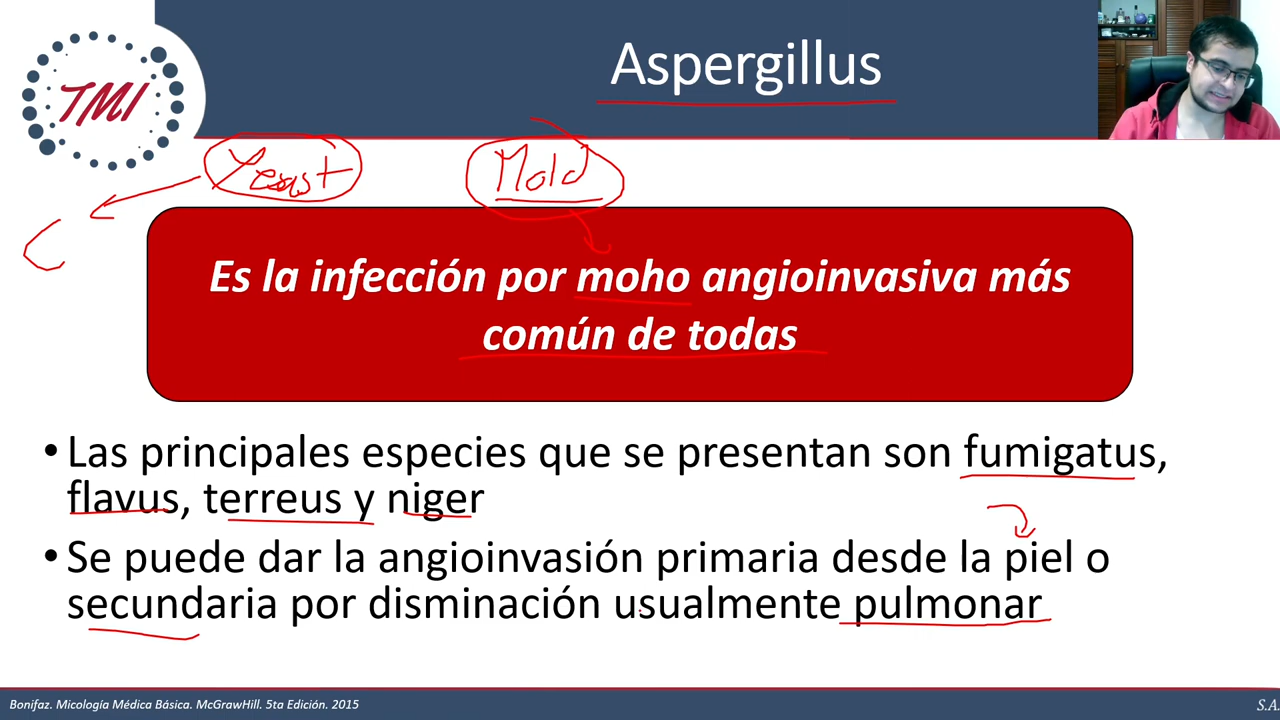 Aspergillus
TMI
Yeast
Mold
Es la infección por moho angioinvasiva más
común de todas
• Las principales especies que se presentan son fumigatus,
flavus, terreus y niger
• Se puede dar la angioinvasión primaria desde la piel o
secundaria por disminación usualmente pulmonar
Bonifaz. Micología Médica Básica. McGrawHill. 5ta Edición. 2015
S.A.